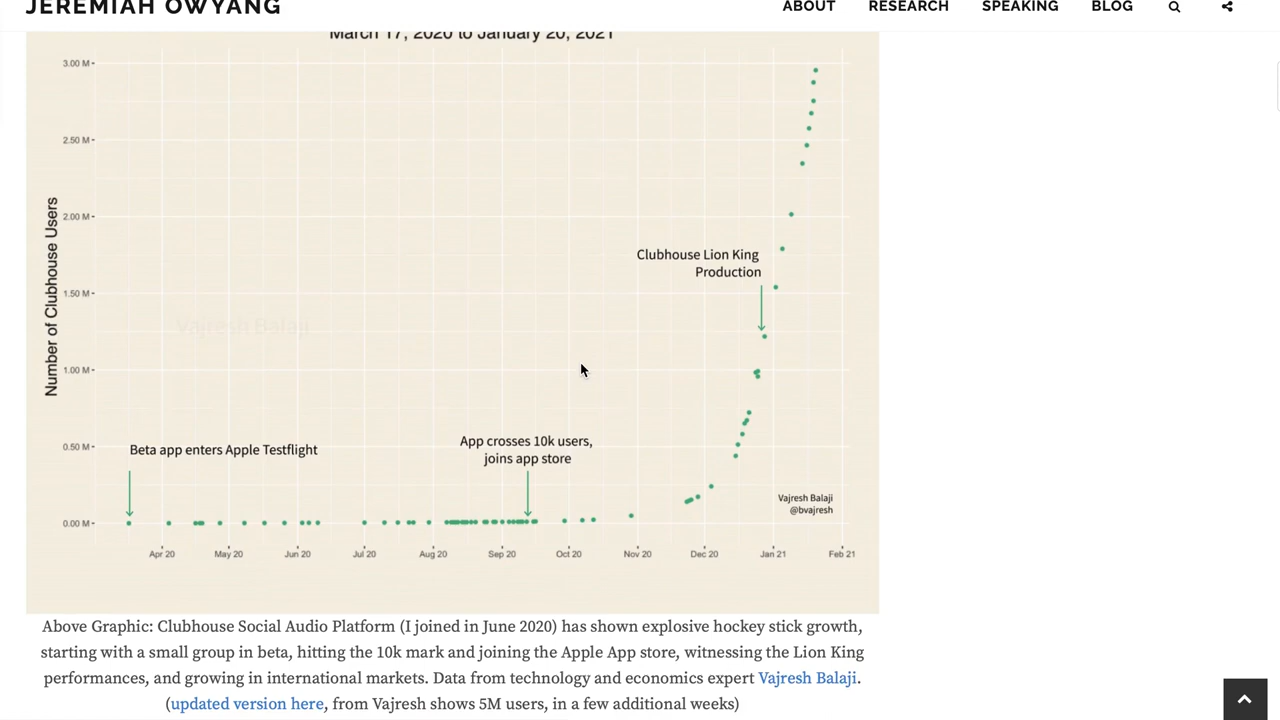 JEREMIAH OWYANG
ABOUT RESEARCH SPEAKING BLOG
March 17, 2020 to January 20, 2021
3.00 M
2.50 M
2.00 M
1.50 M
1.00 M
0.50 M
0.00 M
Number of Clubhouse Users
Clubhouse Lion King
Production
Vajresh Balaji
Beta app enters Apple Testflight
App crosses 10k users,
joins app store
Vajresh Balaji
@bvajresh
Apr 20 May 20 Jun 20 Jul 20 Aug 20 Sep 20 Oct 20 Nov 20 Dec 20 Jan 21 Feb 21
Above Graphic: Clubhouse Social Audio Platform (I joined in June 2020) has shown explosive hockey stick growth,
starting with a small group in beta, hitting the 10k mark and joining the Apple App store, witnessing the Lion King
performances, and growing in international markets. Data from technology and economics expert Vajresh Balaji.
(updated version here, from Vajresh shows 5M users, in a few additional weeks)